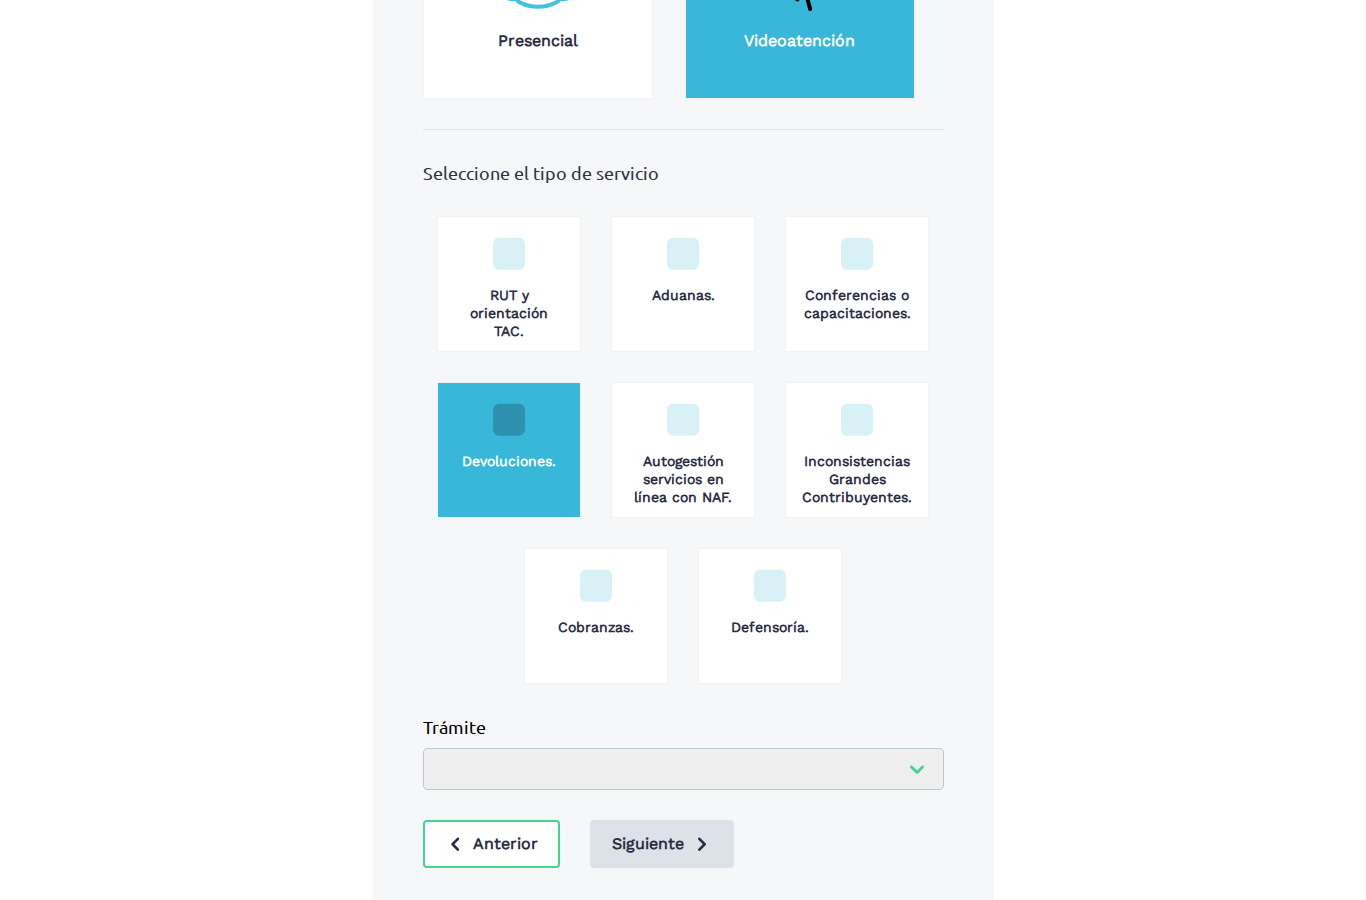 Presencial
Videoatención
Seleccione el tipo de servicio
RUT y
orientación
TAC.
Aduanas.
Conferencias o
capacitaciones.
Devoluciones.
Autogestión
servicios en
línea con NAF.
Inconsistencias
Grandes
Contribuyentes.
Cobranzas.
Defensoría.
Trámite
Anterior
Siguiente